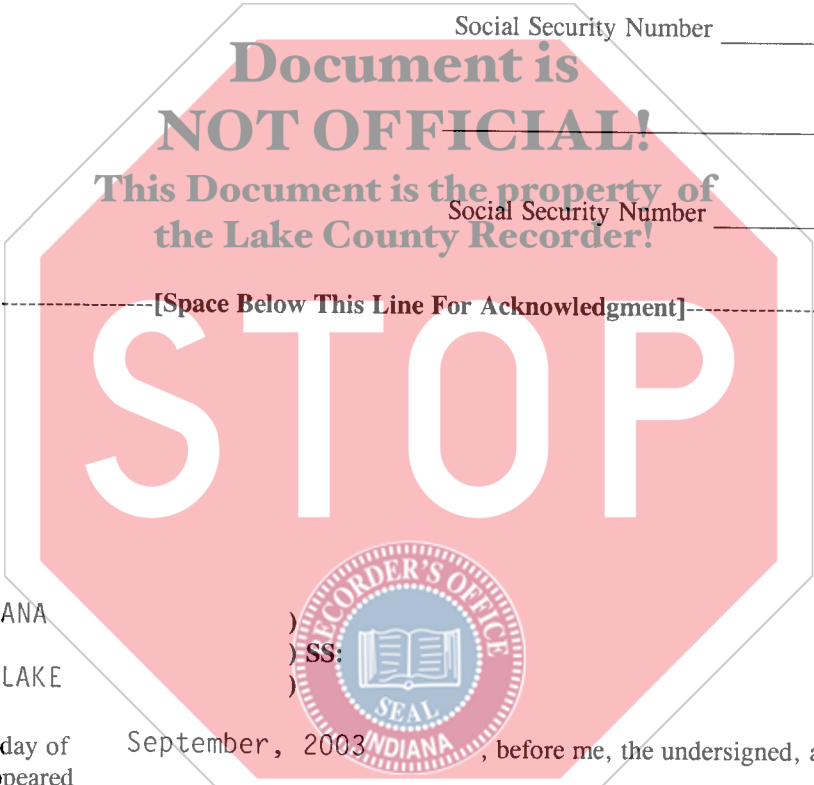 Social Security Number
Document is
NOT OFFICIAL!
This Document is the property of
Social Security Number
the Lake County Recorder!
[Space Below This Line For Acknowledgment]
STOP
RECORDER'S OFFICE
SEAL
INDIANA
ANA )
) SS:
LAKE )
day of September, 2003 , before me, the undersigned, a
ppeared